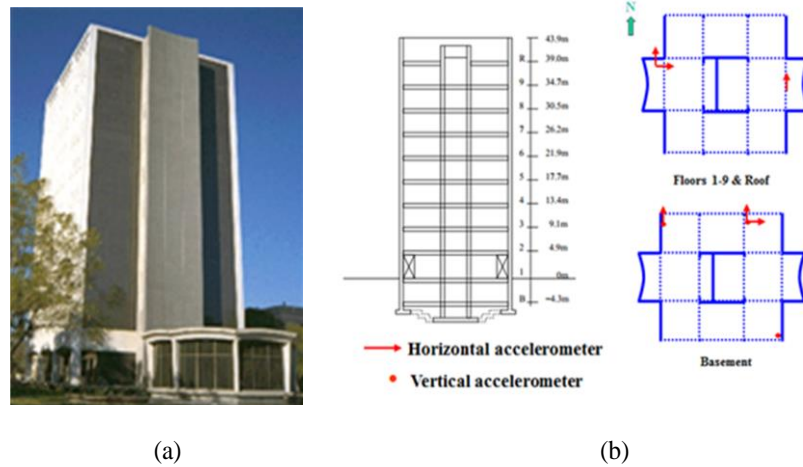 N
43.9m
R
39.0m
9
34.7m
8
30.5m
7
26.2m
6
21.9m
5
17.7m
4
13.4m
3
9.1m
2
4.9m
1
0m
B
-4.3m
Floors 1-9 & Roof
Horizontal accelerometer
Vertical accelerometer
Basement
(a)
(b)